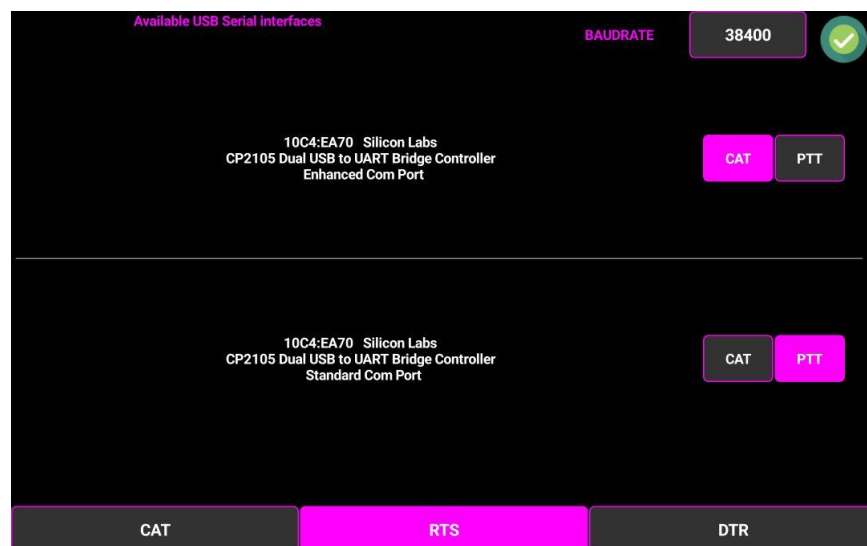 Available USB Serial interfaces
BAUDRATE
38400
10C4:EA70 Silicon Labs
CP2105 Dual USB to UART Bridge Controller
Enhanced Com Port
CAT
PTT
10C4:EA70 Silicon Labs
CP2105 Dual USB to UART Bridge Controller
Standard Com Port
CAT
PTT
CAT
RTS
DTR